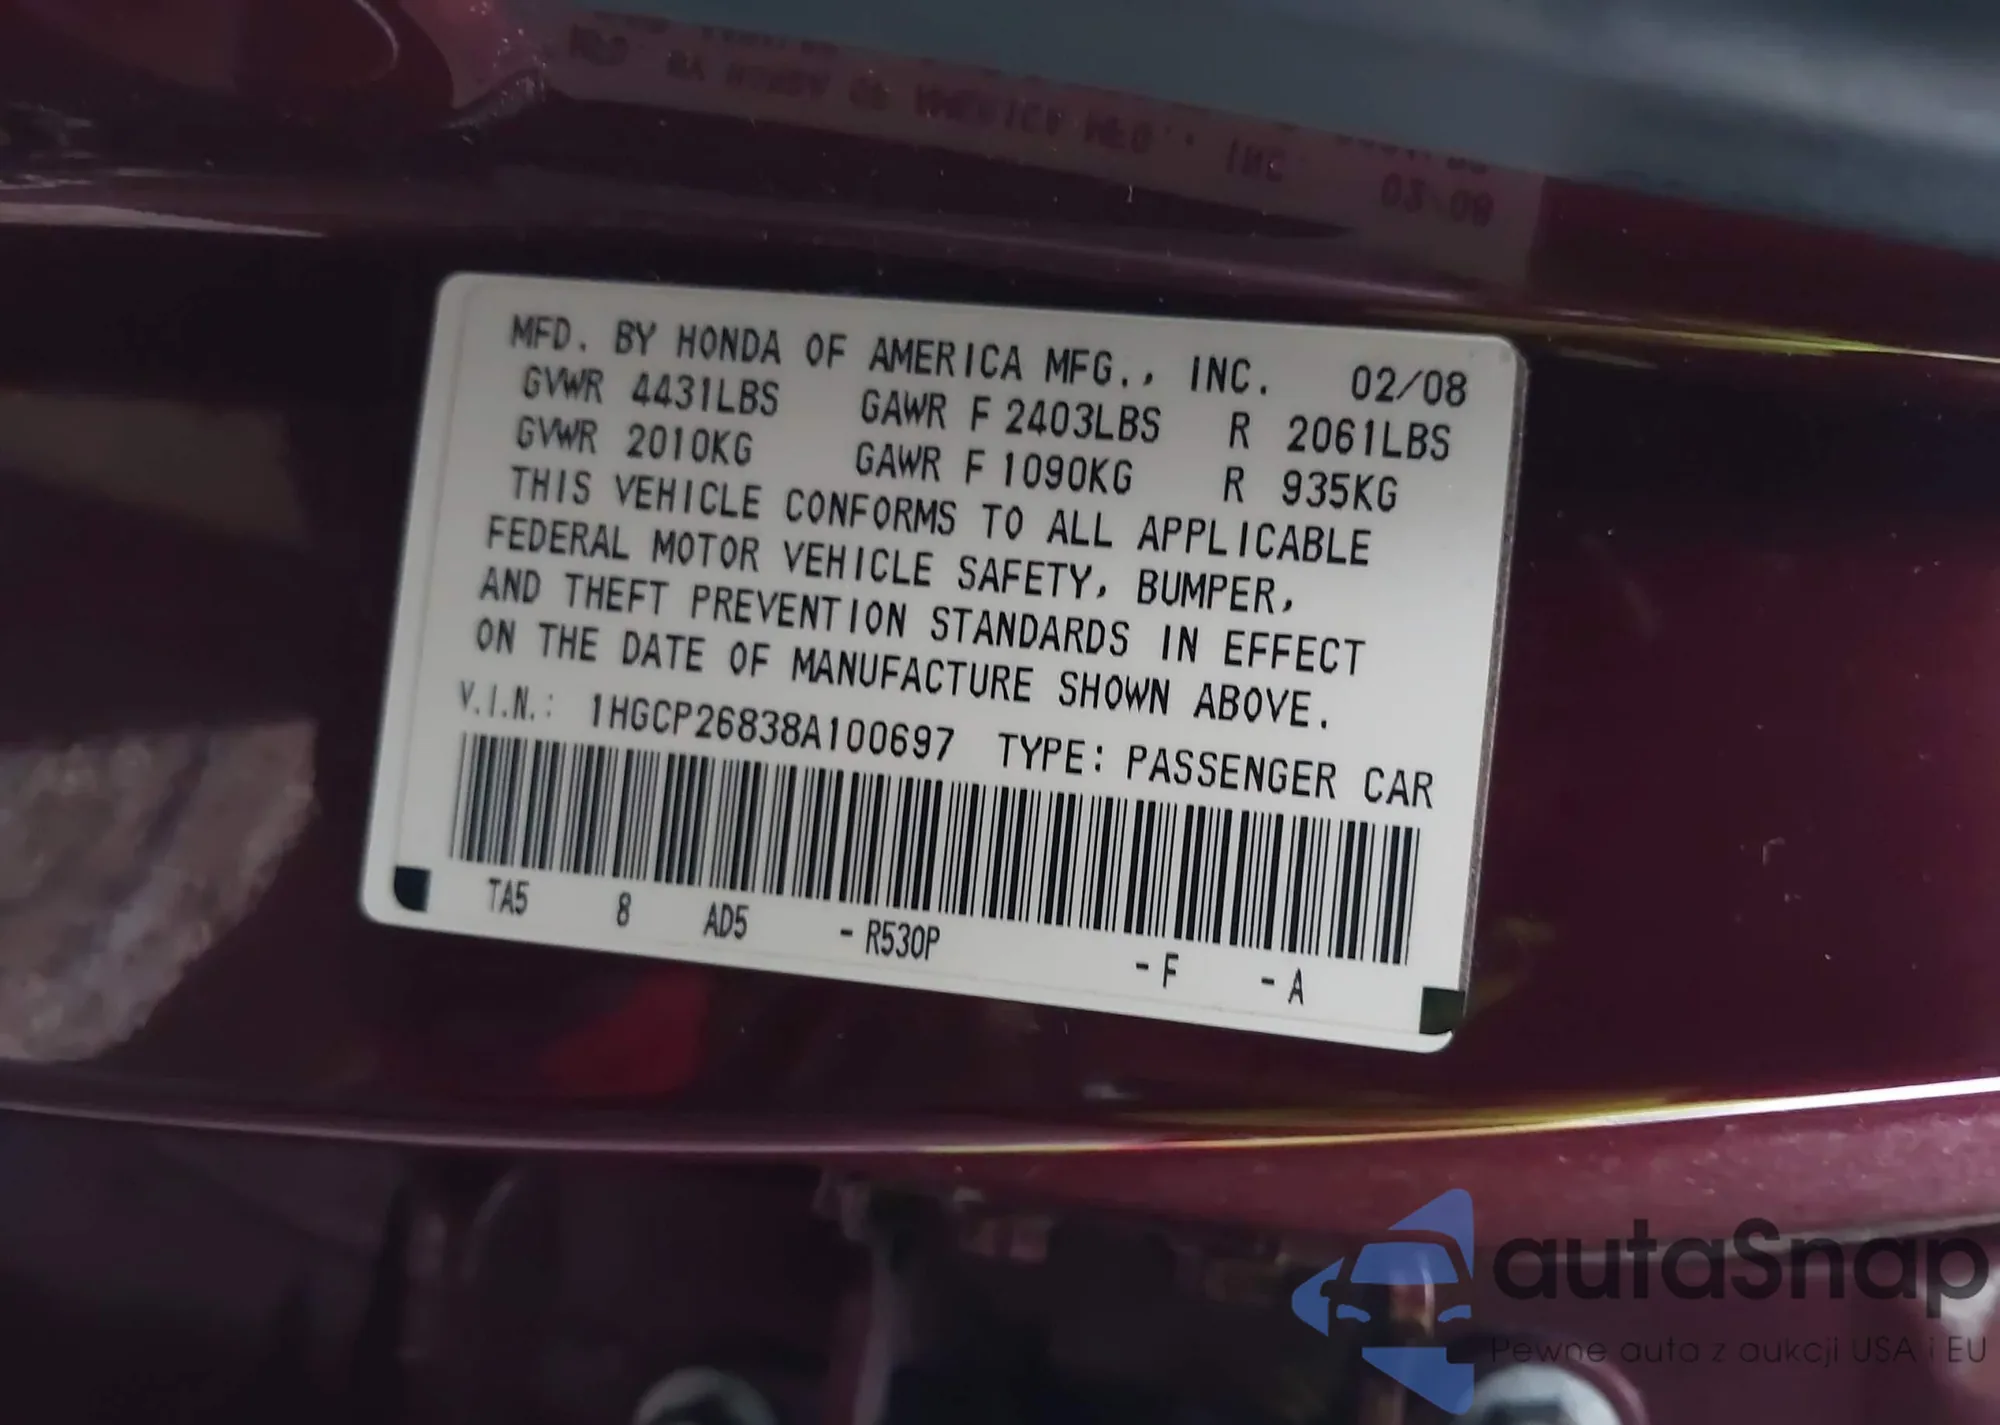 MFD. BY HONDA OF AMERICA MFG., INC. 02/08
GVWR 4431LBS GAWR F 2403LBS R 2061LBS
GVWR 2010KG GAWR F 1090KG R 935KG
THIS VEHICLE CONFORMS TO ALL APPLICABLE
FEDERAL MOTOR VEHICLE SAFETY, BUMPER,
AND THEFT PREVENTION STANDARDS IN EFFECT
ON THE DATE OF MANUFACTURE SHOWN ABOVE.
V.I.N.: 1HGCP26838A100697 TYPE: PASSENGER CAR
TA5 8 AD5 - R530P - F - A
autaSnap
Pewne auta z aukcji USA i EU